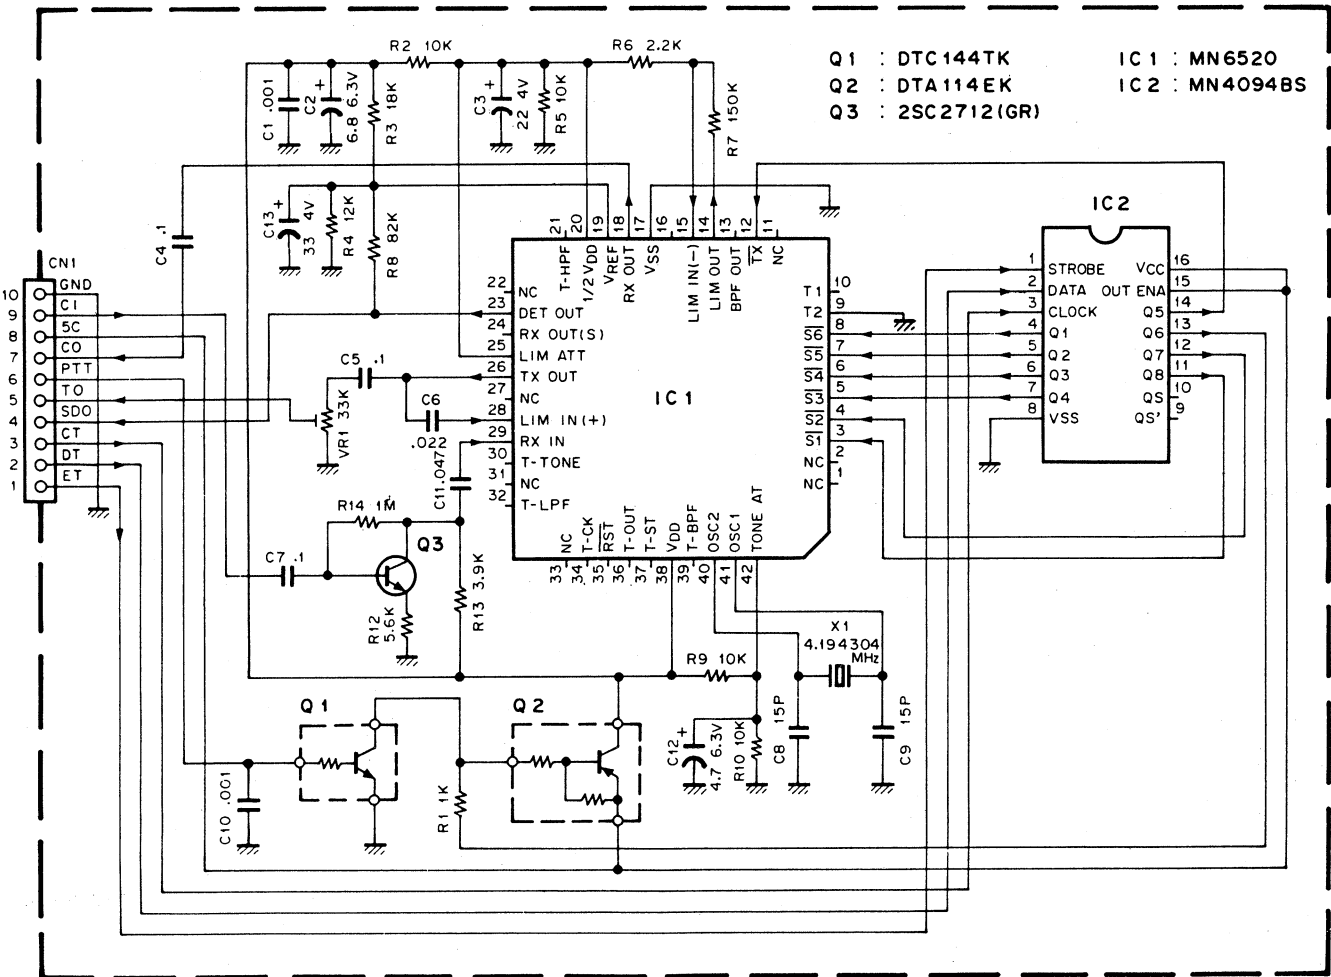 R2 10K
R6 2.2K
Q1 : DTC144TK
IC1 : MN6520
Q2 : DTA114EK
IC2 : MN4094BS
Q3 : 2SC2712(GR)
C1 .001
C2 +
6.8 6.3V
R3 18K
C3 +
22 4V
R5 10K
R7 150K
C4 .1
C13 +
33 4V
R4 12K
R8 82K
IC2
CN1
10 GND
9 CI
8 5C
7 CO
6 PTT
5 TO
4 SDO
3 CT
2 DT
1 ET
21 T-HPF
20 1/2 VDD
19 VREF
18 RX OUT
17 VSS
16
15 LIM IN(-)
14 LIM OUT
13 BPF OUT
12 TX
11 NC
22 NC
23 DET OUT
24 RX OUT(S)
25 LIM ATT
26 TX OUT
27 NC
28 LIM IN(+)
29 RX IN
30 T-TONE
31 NC
32 T-LPF
IC1
T1 10
T2 9
S6 8
S5 7
S4 6
S3 5
S2 4
S1 3
NC 2
NC 1
1 STROBE
2 DATA
3 CLOCK
4 Q1
5 Q2
6 Q3
7 Q4
8 VSS
VCC 16
OUT ENA 15
Q5 14
Q6 13
Q7 12
Q8 11
QS 10
QS' 9
C5 .1
VR1 33K
C6
.022
C11 .047
R14 1M
Q3
C7 .1
R12
5.6K
R13 3.9K
33 NC
34 T-CK
35 RST
36 T-OUT
37 T-ST
38 VDD
39 T-BPF
40 OSC2
41 OSC1
42 TONE AT
X1
4.194304
MHz
R9 10K
Q1
Q2
C12 +
4.7 6.3V
R10 10K
C8 15P
C9 15P
C10 .001
R1 1K